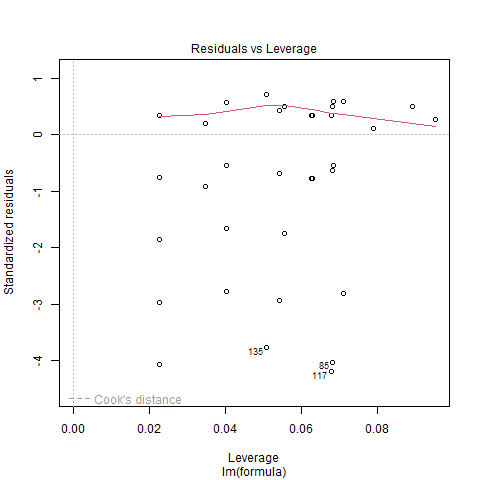 Residuals vs Leverage
Standardized residuals
1
0
-1
-2
-3
-4
135
85
117
Cook's distance
0.00 0.02 0.04 0.06 0.08
Leverage
lm(formula)